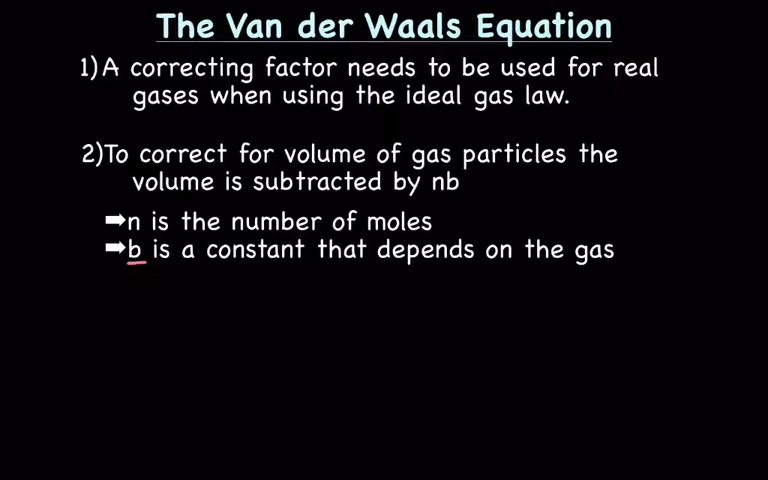 The Van der Waals Equation
1)A correcting factor needs to be used for real
gases when using the ideal gas law.
2)To correct for volume of gas particles the
volume is subtracted by nb
➡n is the number of moles
➡b is a constant that depends on the gas